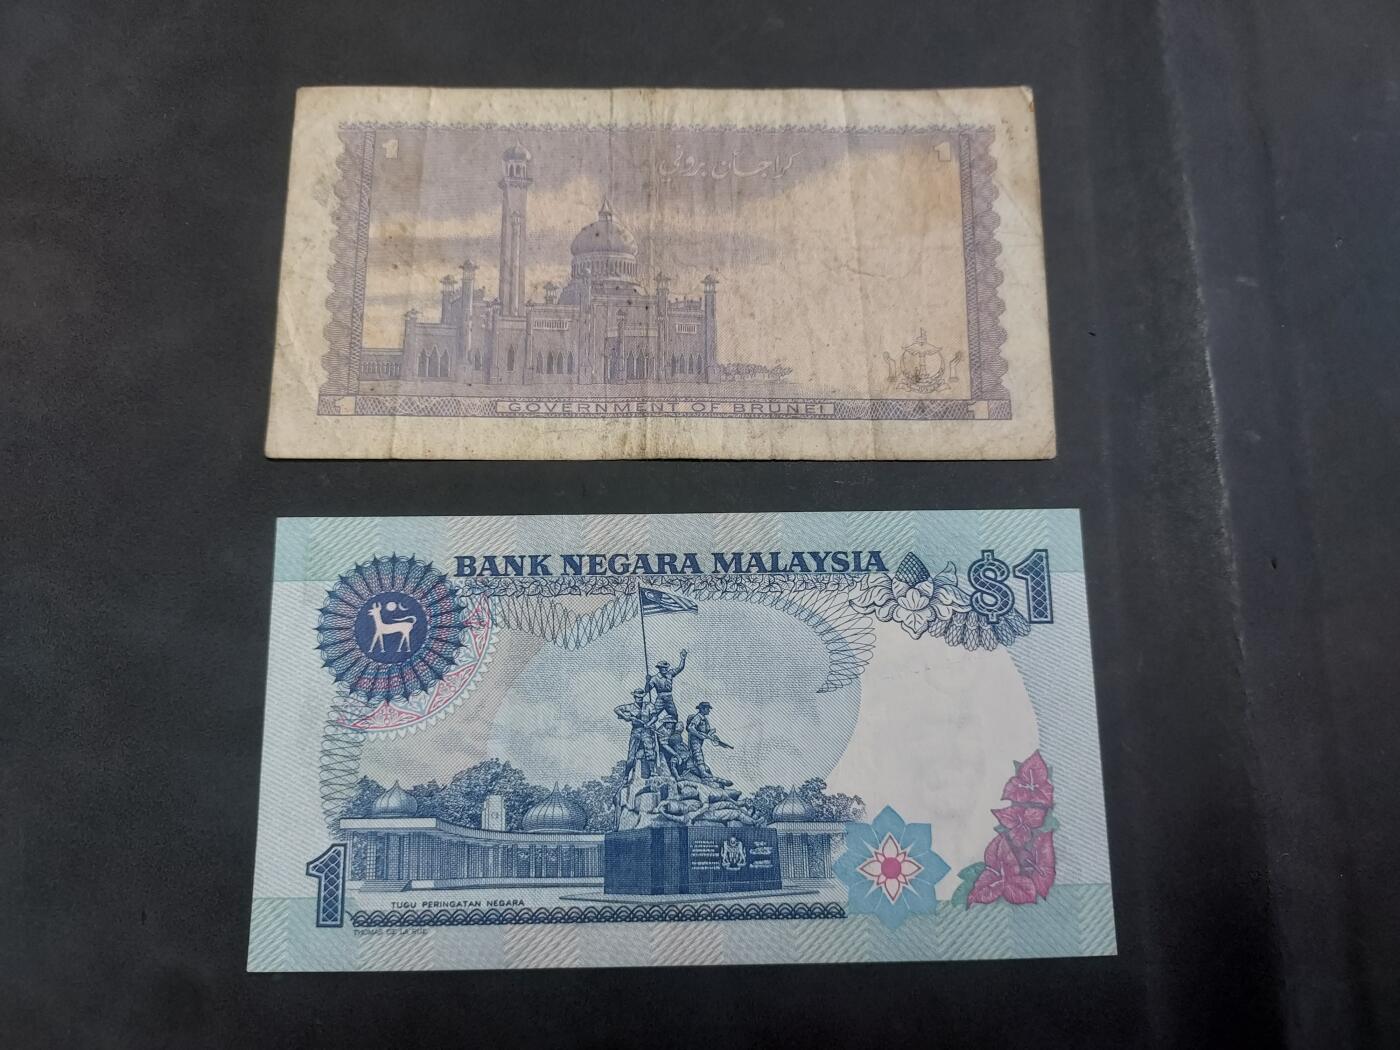 1
كراجأن بروني
1
1
GOVERNMENT OF BRUNEI
1
BANK NEGARA MALAYSIA
$1
1
TUGU PERINGATAN NEGARA
THOMAS DE LA RUE